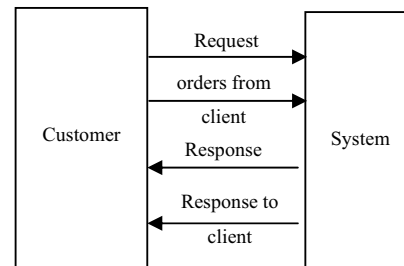 Request
orders from
client
Customer
Response
System
Response to
client